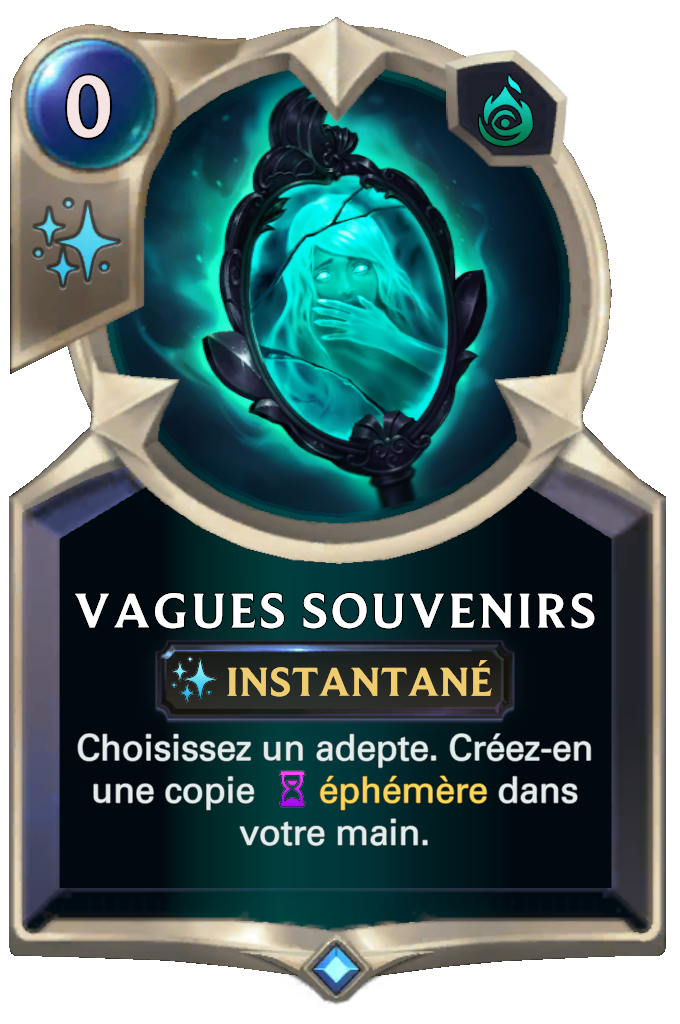 0
VAGUES SOUVENIRS
INSTANTANÉ
Choisissez un adepte. Créez-en
une copie éphémère dans
votre main.